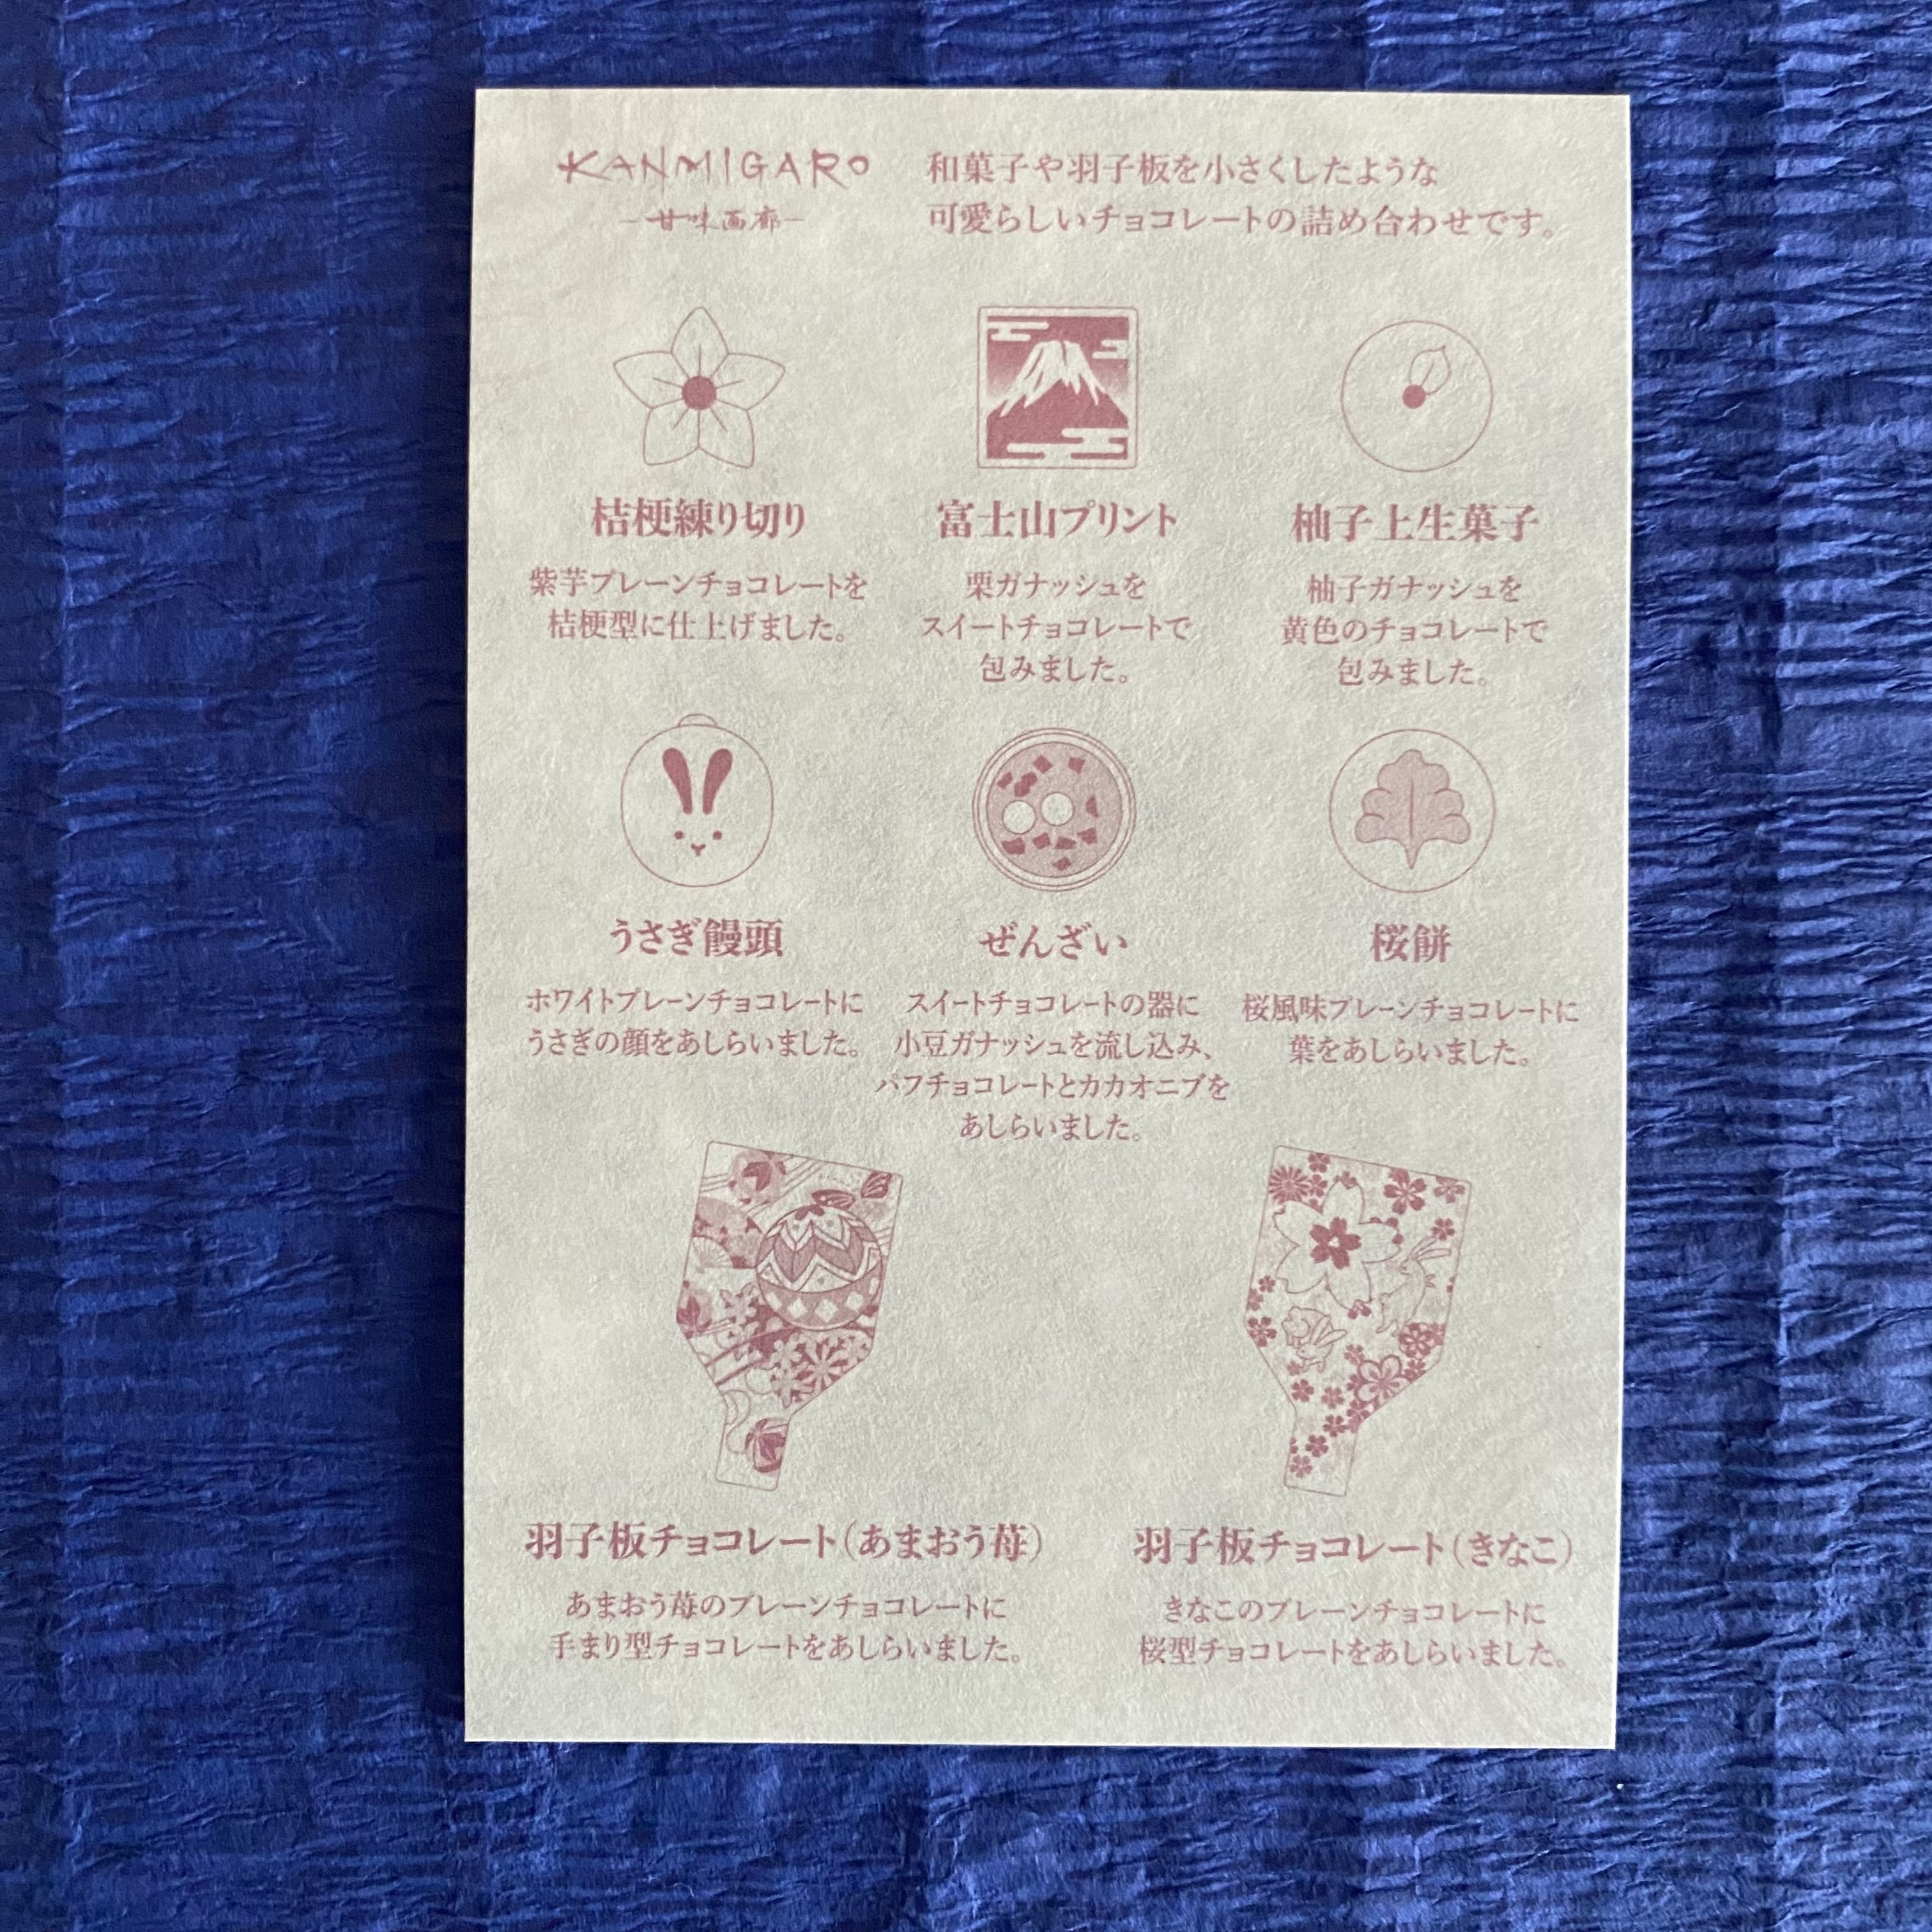 KANMIGARO
－甘味画廊－
和菓子や羽子板を小さくしたような
可愛らしいチョコレートの詰め合わせです。
桔梗練り切り
紫芋プレーンチョコレートを
桔梗型に仕上げました。
富士山プリント
栗ガナッシュを
スイートチョコレートで
包みました。
柚子上生菓子
柚子ガナッシュを
黄色のチョコレートで
包みました。
うさぎ饅頭
ホワイトプレーンチョコレートに
うさぎの顔をあしらいました。
ぜんざい
スイートチョコレートの器に
小豆ガナッシュを流し込み、
パフチョコレートとカカオニブを
あしらいました。
桜餅
桜風味プレーンチョコレートに
葉をあしらいました。
羽子板チョコレート（あまおう苺）
あまおう苺のプレーンチョコレートに
手まり型チョコレートをあしらいました。
羽子板チョコレート（きなこ）
きなこのプレーンチョコレートに
桜型チョコレートをあしらいました。